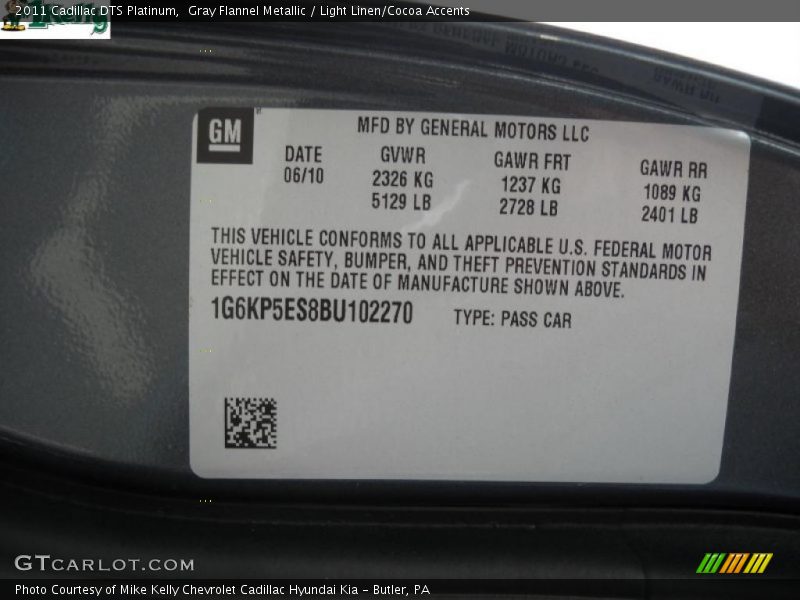 2011 Cadillac DTS Platinum, Gray Flannel Metallic / Light Linen/Cocoa Accents
GM
MFD BY GENERAL MOTORS LLC
DATE GVWR GAWR FRT GAWR RR
06/10 2326 KG 1237 KG 1089 KG
5129 LB 2728 LB 2401 LB
THIS VEHICLE CONFORMS TO ALL APPLICABLE U.S. FEDERAL MOTOR
VEHICLE SAFETY, BUMPER, AND THEFT PREVENTION STANDARDS IN
EFFECT ON THE DATE OF MANUFACTURE SHOWN ABOVE.
1G6KP5ES8BU102270 TYPE: PASS CAR
GTCARLOT.COM
Photo Courtesy of Mike Kelly Chevrolet Cadillac Hyundai Kia – Butler, PA